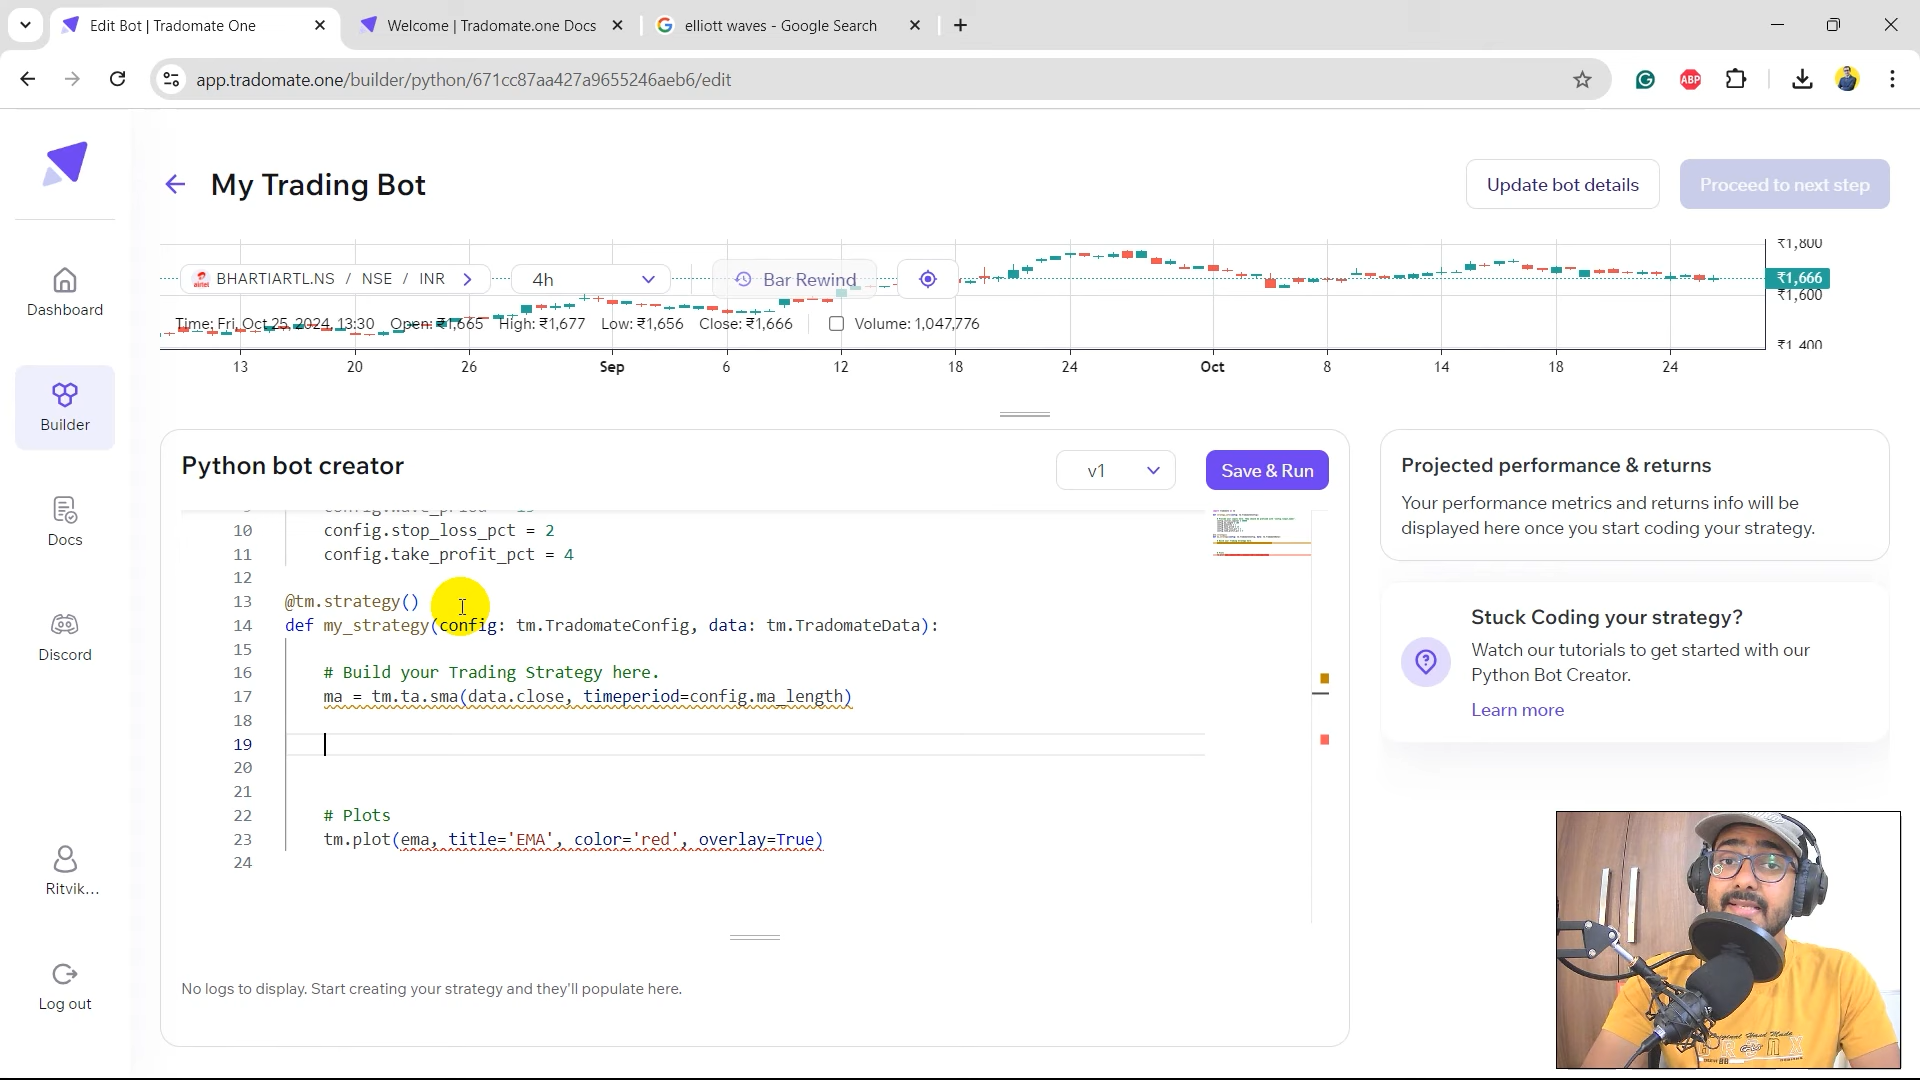 Edit Bot | Tradomate One
Welcome | Tradomate.one Docs
elliott waves - Google Search
app.tradomate.one/builder/python/671cc87aa427a9655246aeb6/edit
ABP
My Trading Bot
Update bot details
Proceed to next step
BHARTIARTL.NS / NSE / INR
4h
Bar Rewind
Time: Fri, Oct 25, 2024, 13:30 Open: ₹1,665 High: ₹1,677 Low: ₹1,656 Close: ₹1,666
Volume: 1,047,776
₹1,800
₹1,666
₹1,600
₹1,400
13 20 26 Sep 6 12 18 24 Oct 8 14 18 24
Dashboard
Builder
Docs
Discord
Ritvik...
Log out
Python bot creator
v1
Save & Run
10 config.stop_loss_pct = 2
11 config.take_profit_pct = 4
12
13 @tm.strategy()
14 def my_strategy(config: tm.TradomateConfig, data: tm.TradomateData):
15
16 # Build your Trading Strategy here.
17 ma = tm.ta.sma(data.close, timeperiod=config.ma_length)
18
19
20
21
22 # Plots
23 tm.plot(ema, title='EMA', color='red', overlay=True)
24
No logs to display. Start creating your strategy and they'll populate here.
Projected performance & returns
Your performance metrics and returns info will be
displayed here once you start coding your strategy.
Stuck Coding your strategy?
Watch our tutorials to get started with our
Python Bot Creator.
Learn more